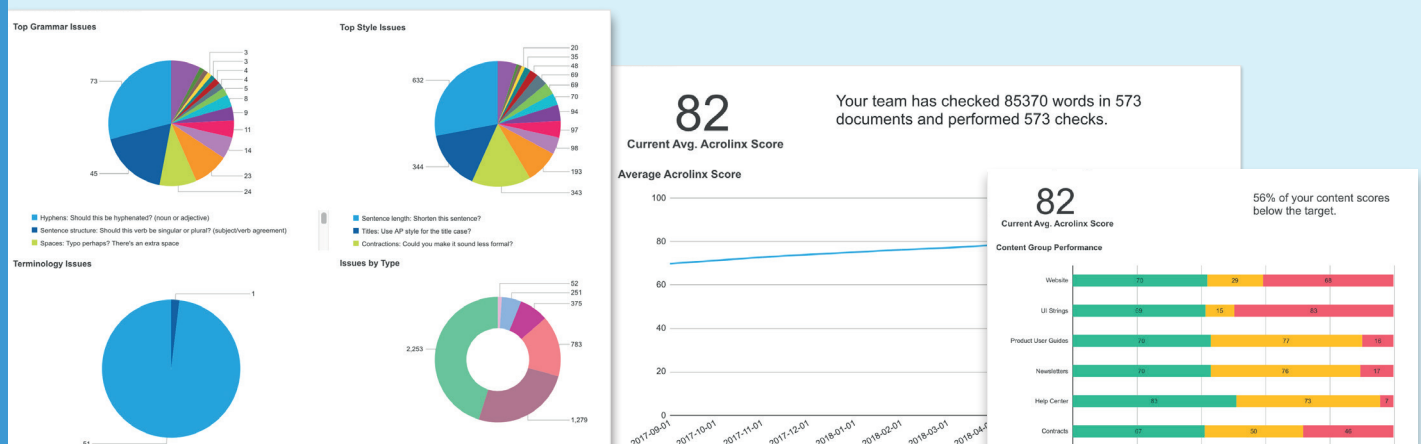 Top Grammar Issues
3
3
4
4
5
8
9
11
14
23
24
73
45
Hyphens: Should this be hyphenated? (noun or adjective)
Sentence structure: Should this verb be singular or plural? (subject/verb agreement)
Spaces: Typo perhaps? There's an extra space
Top Style Issues
20
35
48
69
69
70
94
97
98
193
343
632
344
Sentence length: Shorten this sentence?
Titles: Use AP style for the title case?
Contractions: Could you make it sound less formal?
Terminology Issues
1
51
Issues by Type
52
251
375
783
1,279
2,253
82
Current Avg. Acrolinx Score
Your team has checked 85370 words in 573
documents and performed 573 checks.
Average Acrolinx Score
100
80
60
40
20
0
2017-09-01
2017-10-01
2017-11-01
2017-12-01
2018-01-01
2018-02-01
2018-03-01
82
Current Avg. Acrolinx Score
56% of your content scores
below the target.
Content Group Performance
Website 73 29 68
UI Strings 59 15 83
Product User Guides 70 77 16
Newsletters 70 76 17
Help Center 83 73 7
Contracts 67 50 46